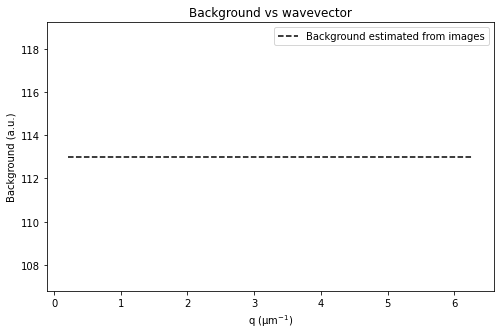 Background vs wavevector
Background estimated from images
Background (a.u.)
118
116
114
112
110
108
0 1 2 3 4 5 6
q (µm⁻¹)